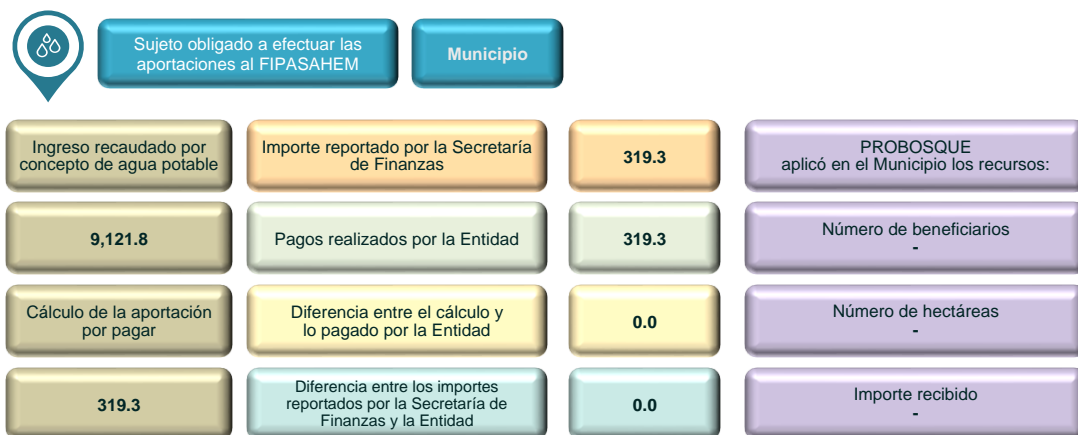 Sujeto obligado a efectuar las
aportaciones al FIPASAHEM
Municipio
Ingreso recaudado por
concepto de agua potable
Importe reportado por la Secretaría
de Finanzas
319.3
PROBOSQUE
aplicó en el Municipio los recursos:
9,121.8
Pagos realizados por la Entidad
319.3
Número de beneficiarios
-
Cálculo de la aportación
por pagar
Diferencia entre el cálculo y
lo pagado por la Entidad
0.0
Número de hectáreas
-
319.3
Diferencia entre los importes
reportados por la Secretaría de
Finanzas y la Entidad
0.0
Importe recibido
-